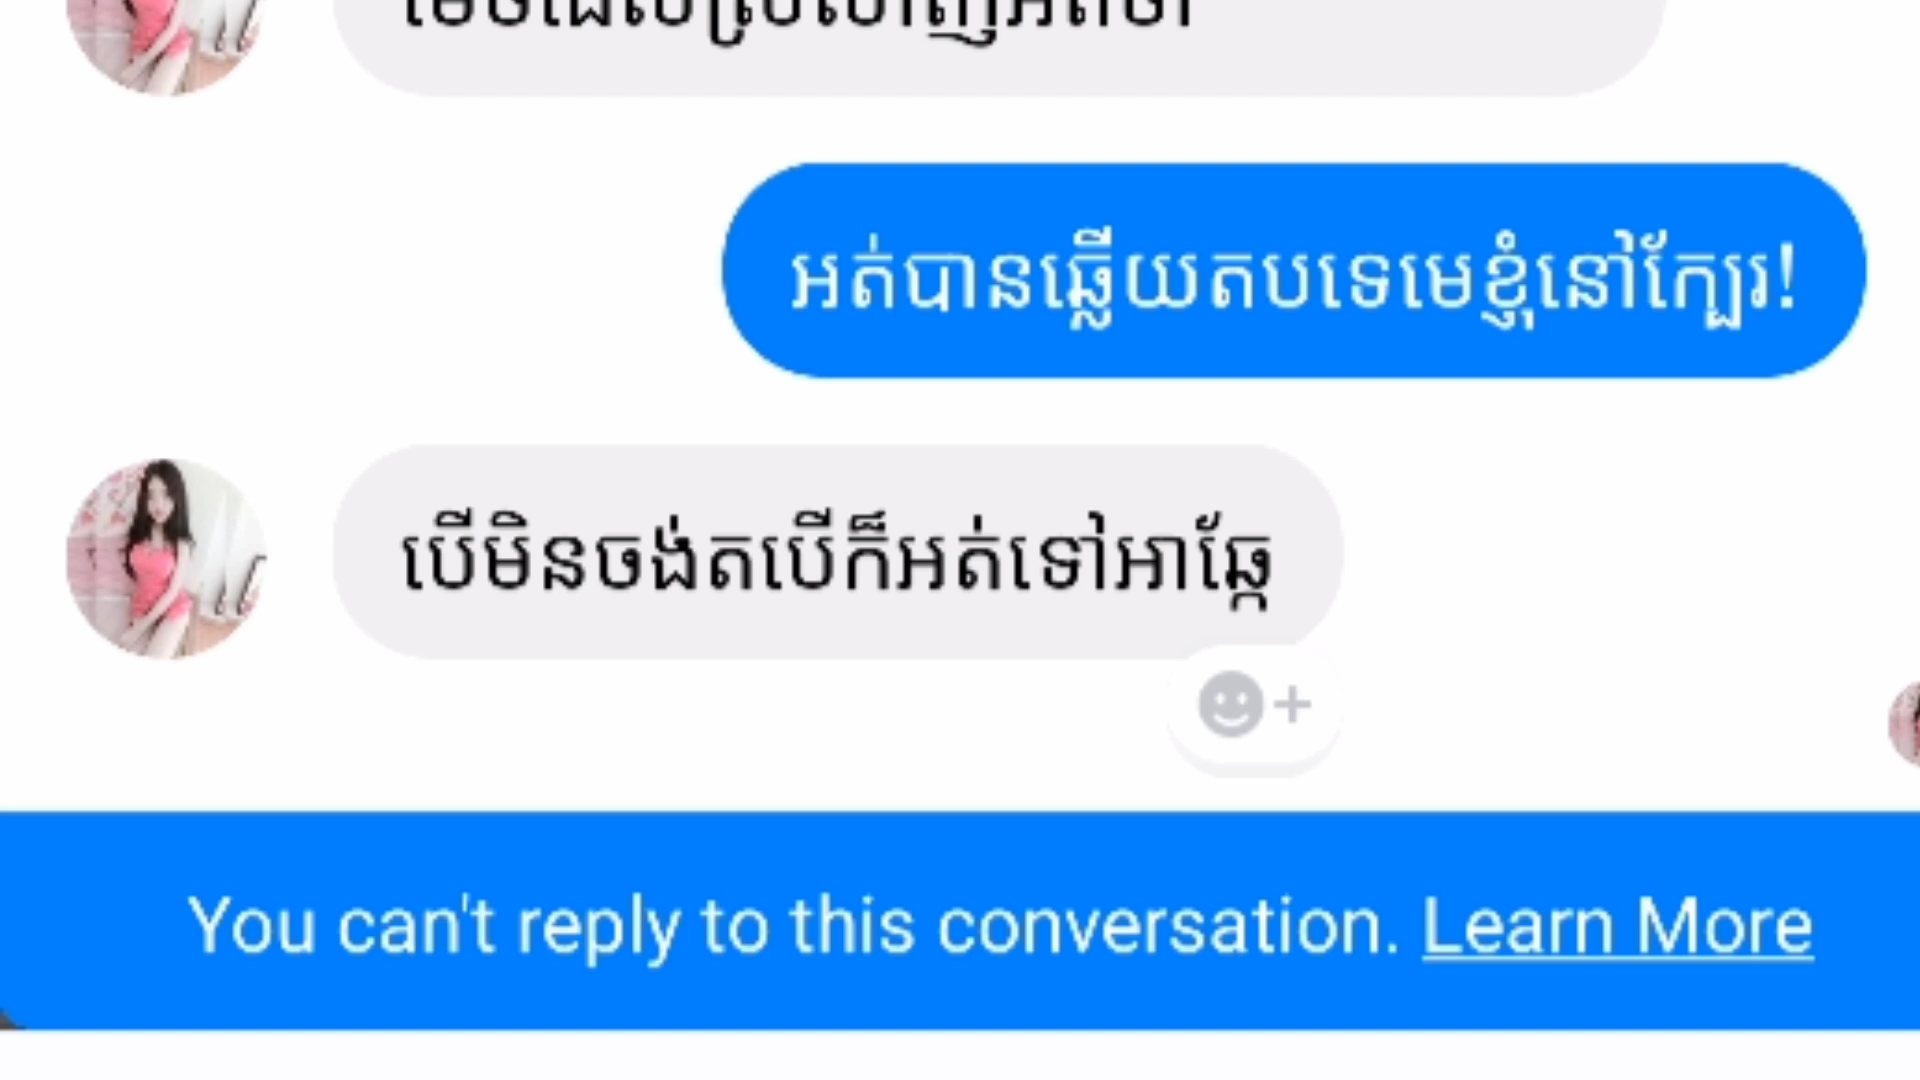 អត់បានឆ្លើយតបទេមេខ្ញុំនៅក្បែរ!
បើមិនចង់តបើក៏អត់ទៅអាឆ្កែ
You can't reply to this conversation. Learn More